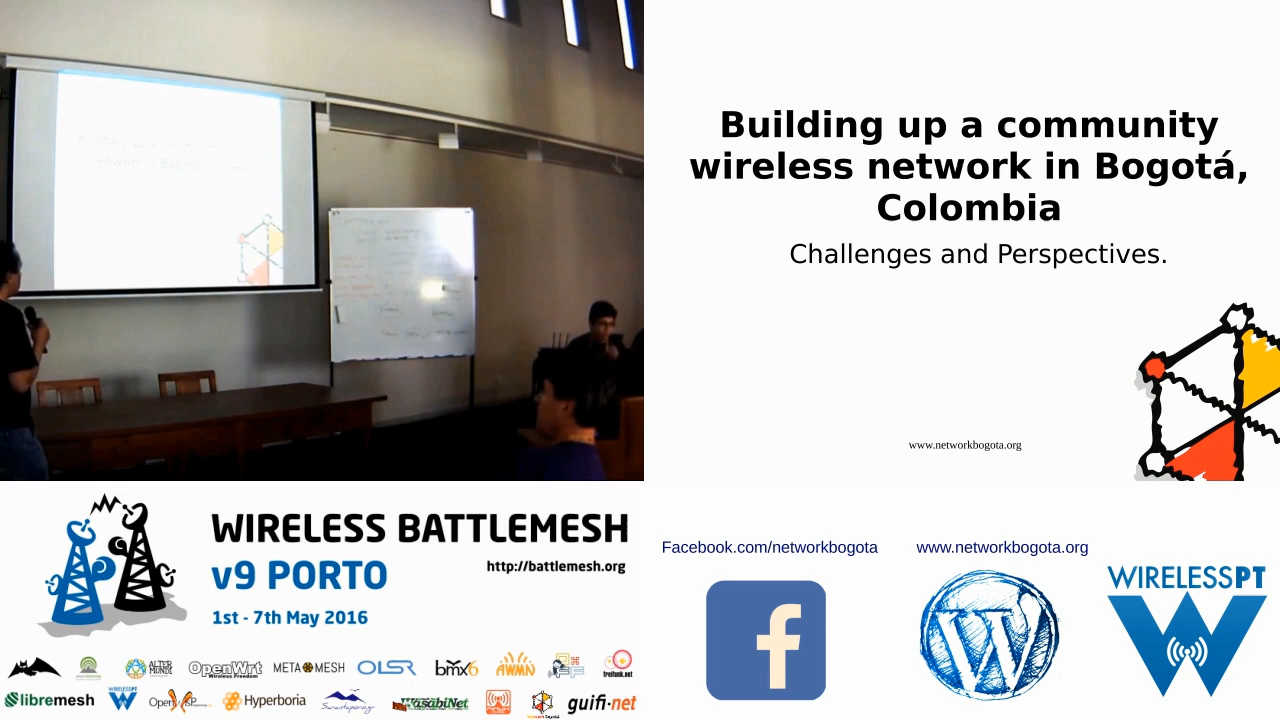 Building up a community
wireless network in Bogotá,
Colombia
Challenges and Perspectives.
www.networkbogota.org
WIRELESS BATTLEMESH
v9 PORTO
http://battlemesh.org
1st - 7th May 2016
Facebook.com/networkbogota
www.networkbogota.org
WIRELESSPT
OpenWrt
Wireless Freedom
METAMESH
OLSR
bmx6
AWMN
freifunk.net
libremesh
WIRELESSPT
Hyperboria
WasabiNet
guifi·net